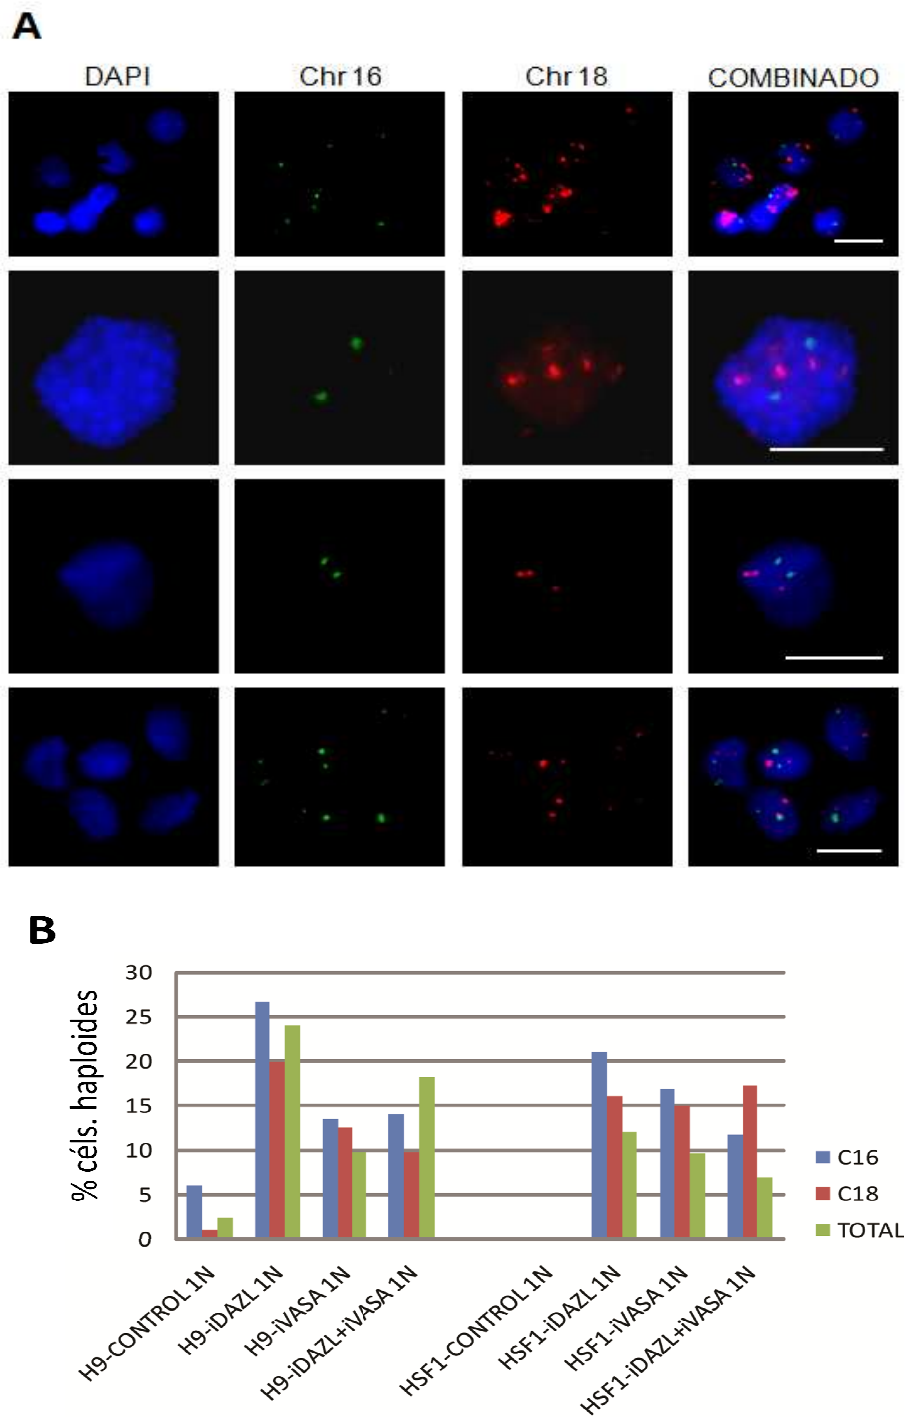 A
DAPI Chr 16 Chr 18 COMBINADO
B
% céls. haploides
30
25
20
15
10
5
0
C16
C18
TOTAL
H9-CONTROL 1N
H9-iDAZL 1N
H9-iVASA 1N
H9-iDAZL+iVASA 1N
HSF1-CONTROL 1N
HSF1-iDAZL 1N
HSF1-iVASA 1N
HSF1-iDAZL+iVASA 1N